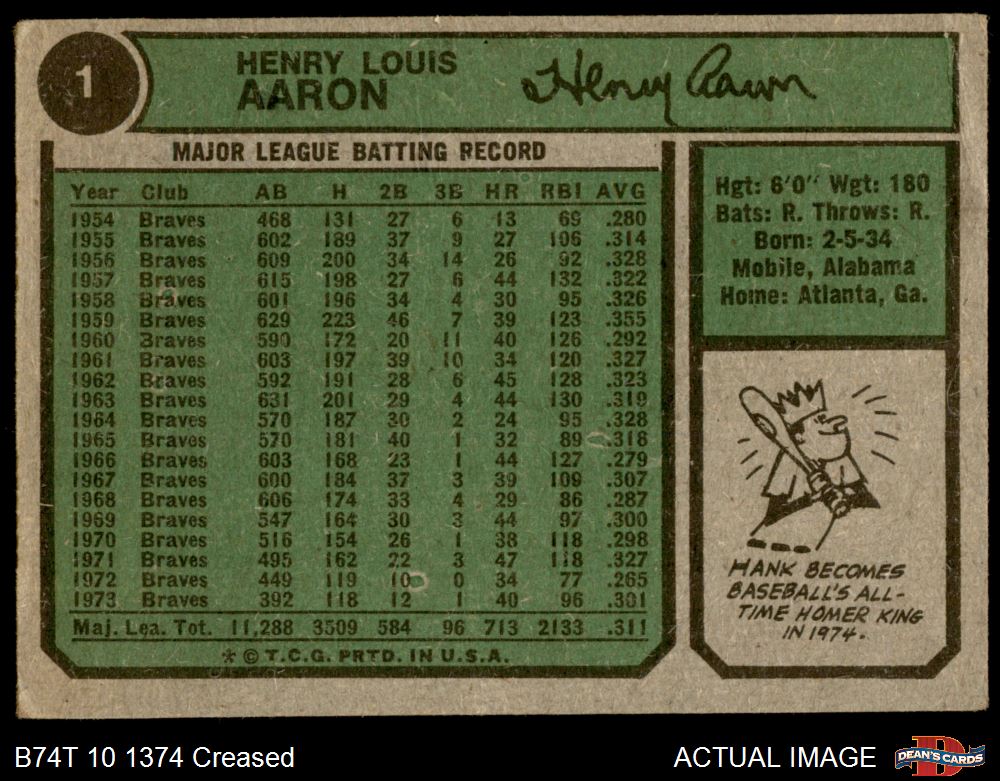 1
HENRY LOUIS
AARON
Henry Aaron
MAJOR LEAGUE BATTING RECORD
Year Club AB H 2B 3B HR RBI AVG
1954 Braves 468 131 27 6 13 69 .280
1955 Braves 602 189 37 9 27 106 .314
1956 Braves 609 200 34 14 26 92 .328
1957 Braves 615 198 27 6 44 132 .322
1958 Braves 601 196 34 4 30 95 .326
1959 Braves 629 223 46 7 39 123 .355
1960 Braves 590 172 20 11 40 126 .292
1961 Braves 603 197 39 10 34 120 .327
1962 Braves 592 191 28 6 45 128 .323
1963 Braves 631 201 29 4 44 130 .319
1964 Braves 570 187 30 2 24 95 .328
1965 Braves 570 181 40 1 32 89 .318
1966 Braves 603 168 23 1 44 127 .279
1967 Braves 600 184 37 3 39 109 .307
1968 Braves 606 174 33 4 29 86 .287
1969 Braves 547 164 30 3 44 97 .300
1970 Braves 516 154 26 1 38 118 .298
1971 Braves 495 162 22 3 47 118 .327
1972 Braves 449 119 10 0 34 77 .265
1973 Braves 392 118 12 1 40 96 .301
Maj. Lea. Tot. 11,288 3509 584 96 713 2133 .311
* © T.C.G. PRTD. IN U.S.A.
Hgt: 6'0" Wgt: 180
Bats: R. Throws: R.
Born: 2-5-34
Mobile, Alabama
Home: Atlanta, Ga.
HANK BECOMES
BASEBALL'S ALL-
TIME HOMER KING
IN 1974.
B74T 10 1374 Creased
ACTUAL IMAGE
DEAN'S CARDS